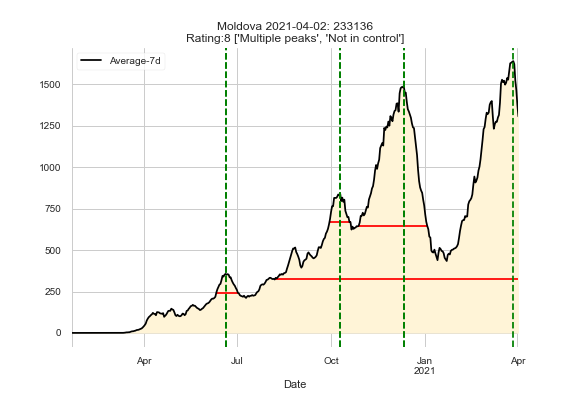 Moldova 2021-04-02: 233136
Rating:8 ['Multiple peaks', 'Not in control']
Average-7d
1500
1250
1000
750
500
250
0
Apr
Jul
Oct
Jan
2021
Apr
Date